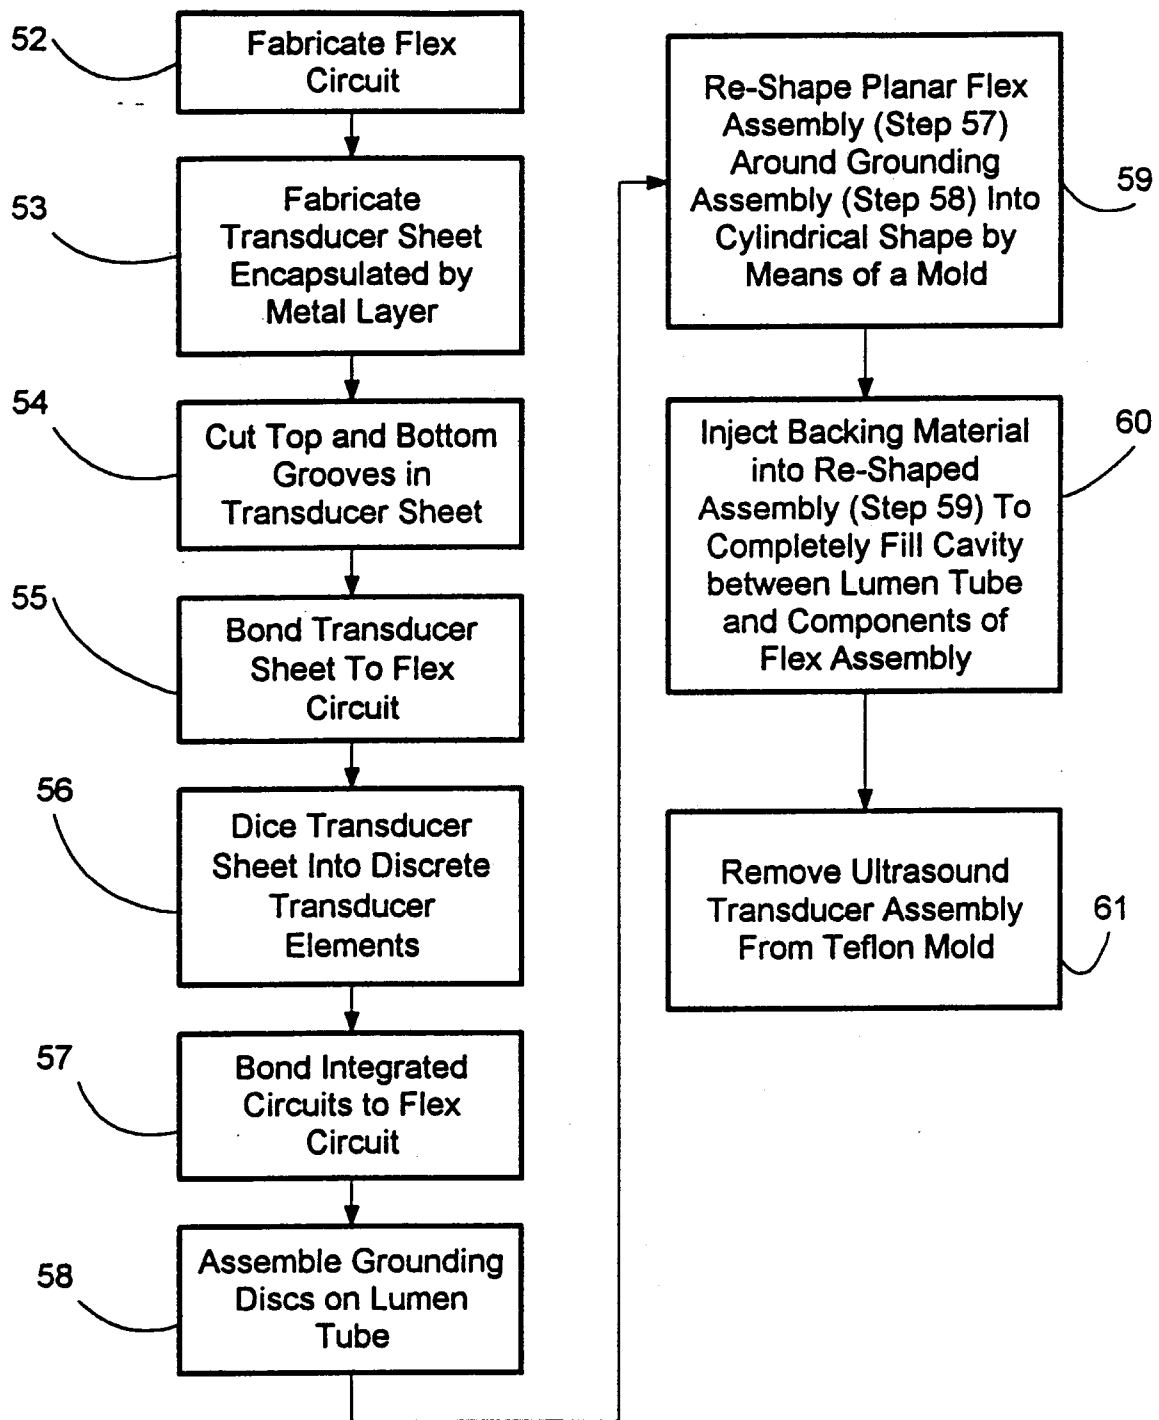 52
Fabricate Flex
Circuit
53
Fabricate
Transducer Sheet
Encapsulated by
Metal Layer
54
Cut Top and Bottom
Grooves in
Transducer Sheet
55
Bond Transducer
Sheet To Flex
Circuit
56
Dice Transducer
Sheet Into Discrete
Transducer
Elements
57
Bond Integrated
Circuits to Flex
Circuit
58
Assemble Grounding
Discs on Lumen
Tube
Re-Shape Planar Flex
Assembly (Step 57)
Around Grounding
Assembly (Step 58) Into
Cylindrical Shape by
Means of a Mold
59
Inject Backing Material
into Re-Shaped
Assembly (Step 59) To
Completely Fill Cavity
between Lumen Tube
and Components of
Flex Assembly
60
Remove Ultrasound
Transducer Assembly
From Teflon Mold
61